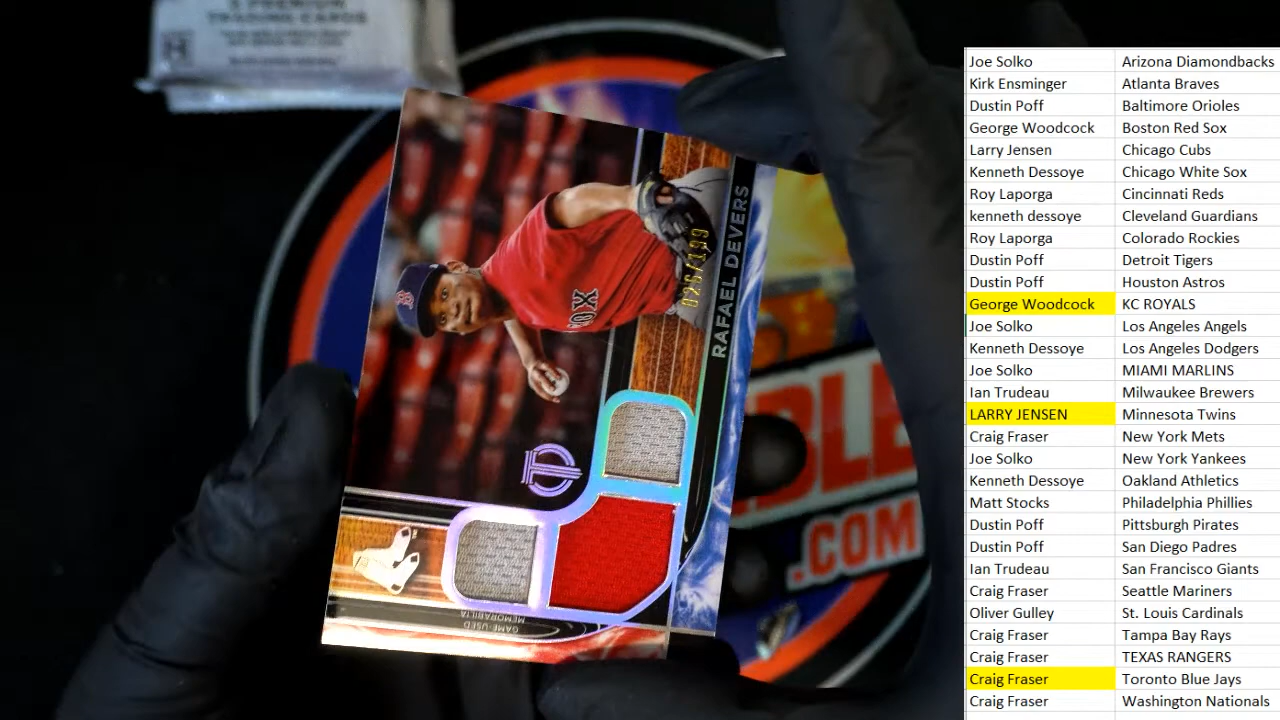 5 PREMIUM
TRADING CARDS
RAFAEL DEVERS
026/199
SOX
GAME-USED
MEMORABILIA
.COM
Joe Solko Arizona Diamondbacks
Kirk Ensminger Atlanta Braves
Dustin Poff Baltimore Orioles
George Woodcock Boston Red Sox
Larry Jensen Chicago Cubs
Kenneth Dessoye Chicago White Sox
Roy Laporga Cincinnati Reds
kenneth dessoye Cleveland Guardians
Roy Laporga Colorado Rockies
Dustin Poff Detroit Tigers
Dustin Poff Houston Astros
George Woodcock KC ROYALS
Joe Solko Los Angeles Angels
Kenneth Dessoye Los Angeles Dodgers
Joe Solko MIAMI MARLINS
Ian Trudeau Milwaukee Brewers
LARRY JENSEN Minnesota Twins
Craig Fraser New York Mets
Joe Solko New York Yankees
Kenneth Dessoye Oakland Athletics
Matt Stocks Philadelphia Phillies
Dustin Poff Pittsburgh Pirates
Dustin Poff San Diego Padres
Ian Trudeau San Francisco Giants
Craig Fraser Seattle Mariners
Oliver Gulley St. Louis Cardinals
Craig Fraser Tampa Bay Rays
Craig Fraser TEXAS RANGERS
Craig Fraser Toronto Blue Jays
Craig Fraser Washington Nationals